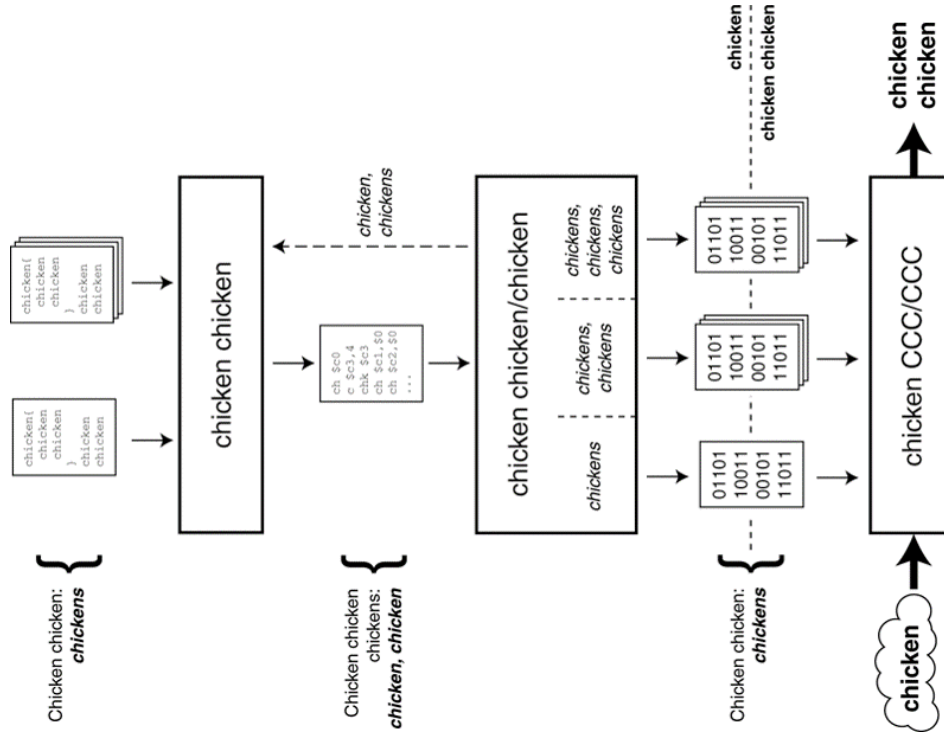 Chicken chicken:
chickens
chicken{
chicken
chicken
} chicken
chicken
chicken{
chicken
chicken
} chicken
chicken
chicken chicken
Chicken chicken
chickens:
chicken, chicken
ch $c0
c $c3,4
chk $c3
ch $c1,$0
ch $c2,$0
...
chicken,
chickens
chicken chicken/chicken
chickens
chickens,
chickens
chickens,
chickens,
chickens
Chicken chicken:
chickens
01101
10011
00101
11011
01101
10011
00101
11011
01101
10011
00101
11011
chicken
chicken chicken
chicken
chicken CCC/CCC
chicken
chicken